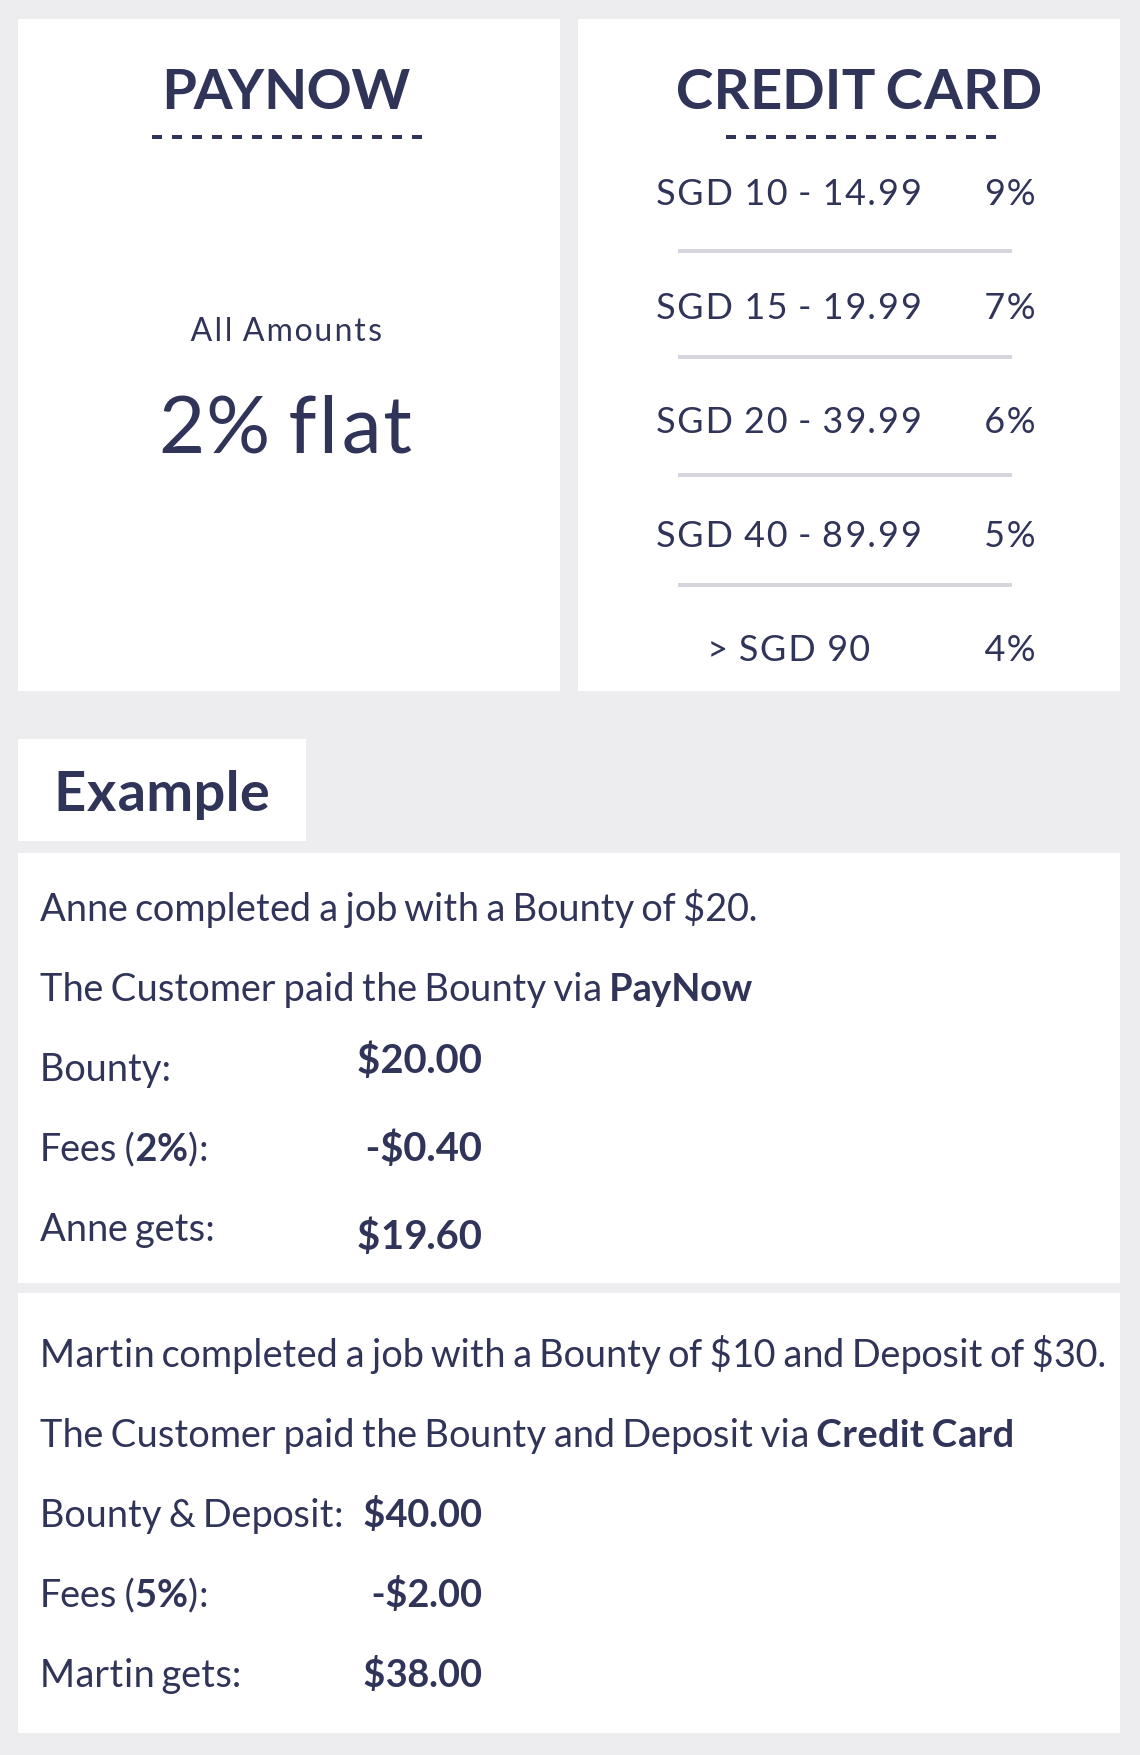 PAYNOW
All Amounts
2% flat
CREDIT CARD
SGD 10 - 14.99 9%
SGD 15 - 19.99 7%
SGD 20 - 39.99 6%
SGD 40 - 89.99 5%
> SGD 90 4%
Example
Anne completed a job with a Bounty of $20.
The Customer paid the Bounty via PayNow
Bounty: $20.00
Fees (2%): -$0.40
Anne gets: $19.60
Martin completed a job with a Bounty of $10 and Deposit of $30.
The Customer paid the Bounty and Deposit via Credit Card
Bounty & Deposit: $40.00
Fees (5%): -$2.00
Martin gets: $38.00